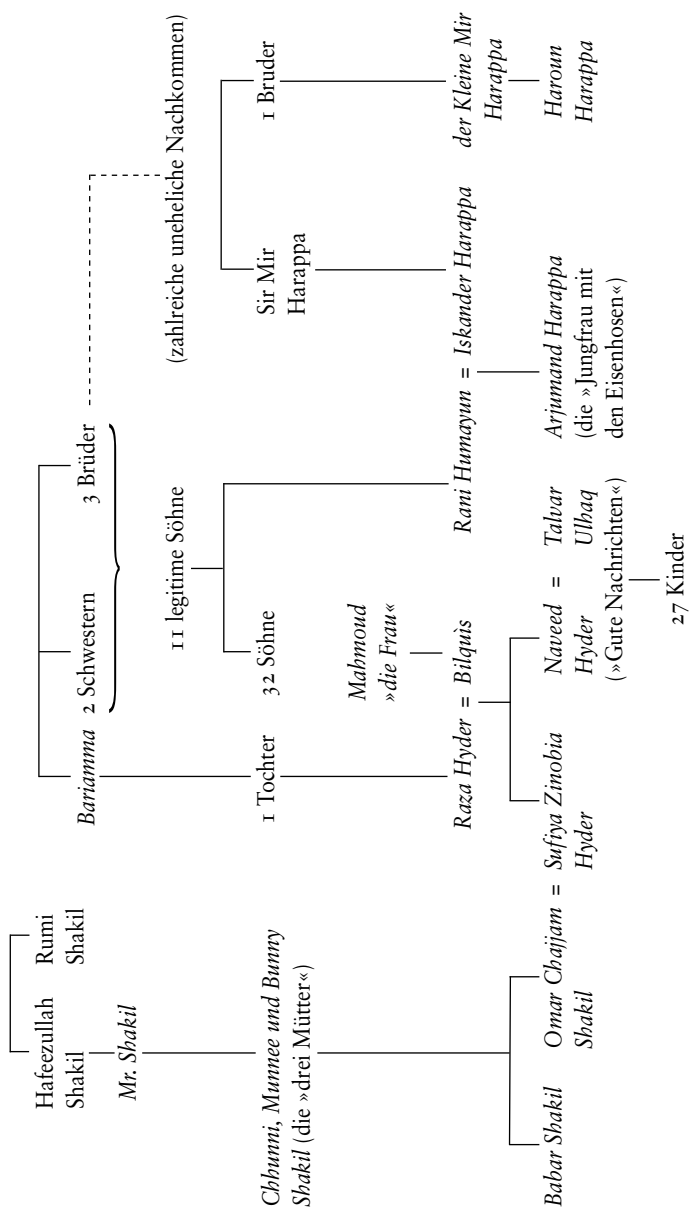 Hafeezullah
Shakil
Rumi
Shakil
Mr. Shakil
Chhunni, Munnee und Bunny
Shakil (die »drei Mütter«)
Babar Shakil
Omar Chajjam
Shakil
=
Sufiya Zinobia
Hyder
Bariamma
2 Schwestern
3 Brüder
(zahlreiche uneheliche Nachkommen)
11 legitime Söhne
1 Tochter
32 Söhne
Sir Mir
Harappa
1 Bruder
Mahmoud
»die Frau«
Raza Hyder = Bilquis
Rani Humayun = Iskander Harappa
der Kleine Mir
Harappa
Naveed
Hyder
=
Talvar
Ulhaq
(»Gute Nachrichten«)
27 Kinder
Arjumand Harappa
(die »Jungfrau mit
den Eisenhosen«)
Haroun
Harappa